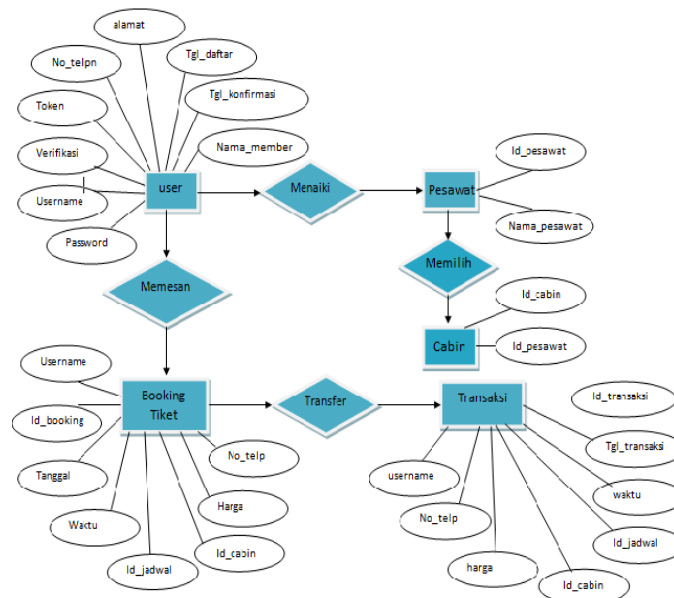 alamat
No_telpn
Tgl_daftar
Token
Tgl_konfirmasi
Verifikasi
Nama_member
Username
Password
user
Menaiki
Pesawat
Id_pesawat
Nama_pesawat
Memesan
Memilih
Id_cabin
Cabin
Id_pesawat
Username
Booking
Tiket
Transfer
Transaksi
Id_transaksi
Id_booking
No_telp
Tgl_transaksi
Tanggal
username
waktu
Harga
No_telp
Waktu
Id_jadwal
Id_cabin
Id_jadwal
harga
Id_cabin